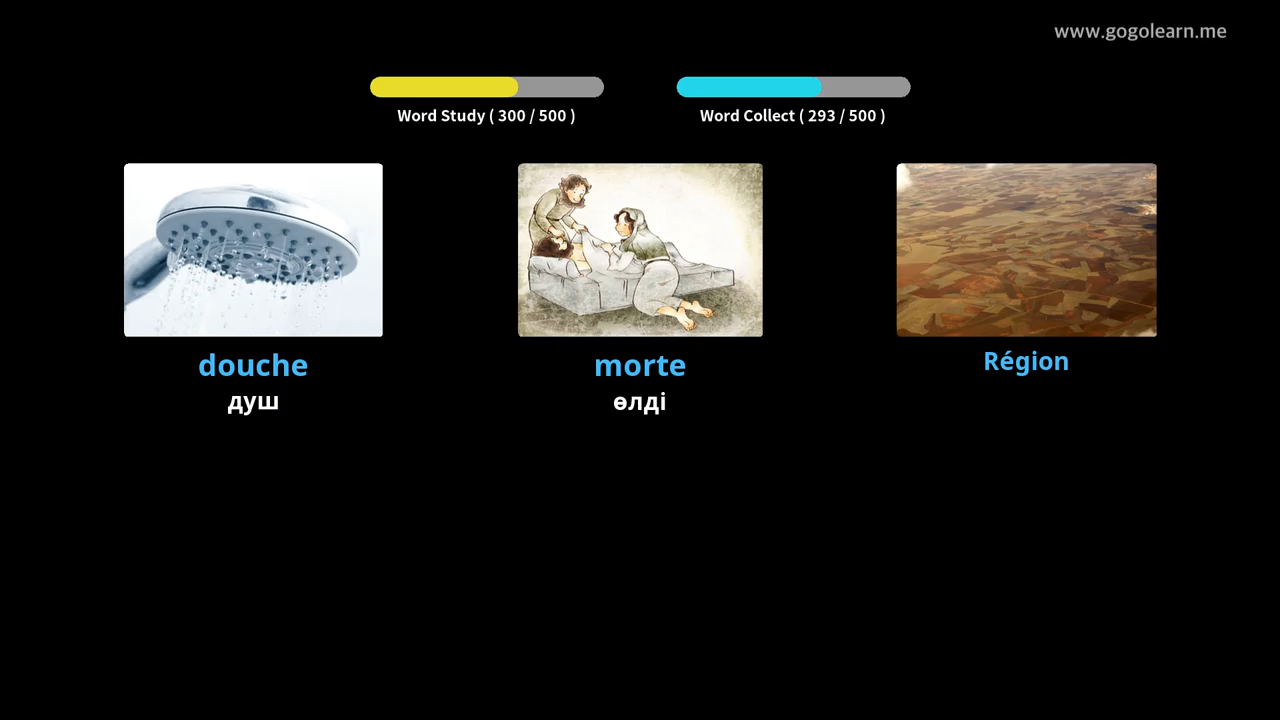 www.gogolearn.me
Word Study ( 300 / 500 )
Word Collect ( 293 / 500 )
douche
душ
morte
өлді
Région